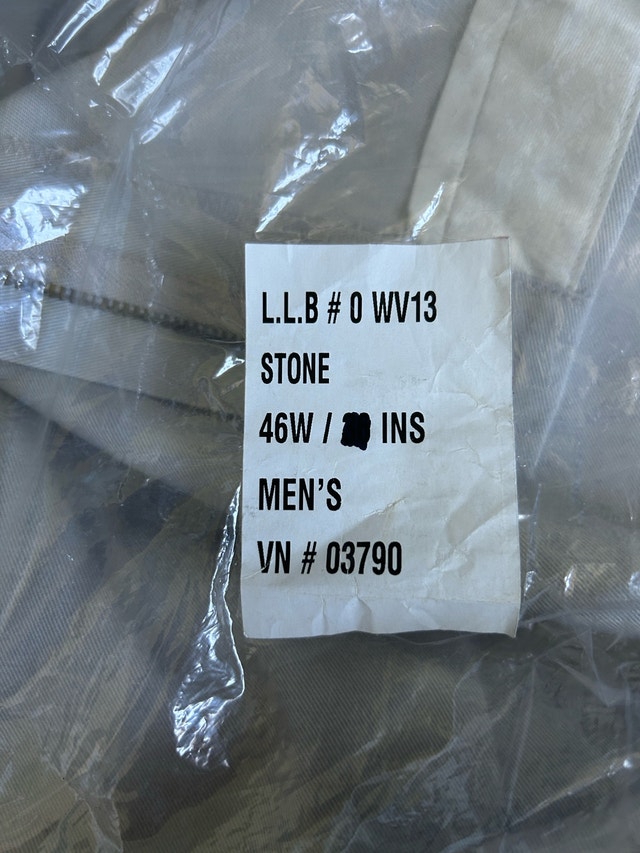 L.L.B # 0 WV13
STONE
46W / INS
MEN'S
VN # 03790